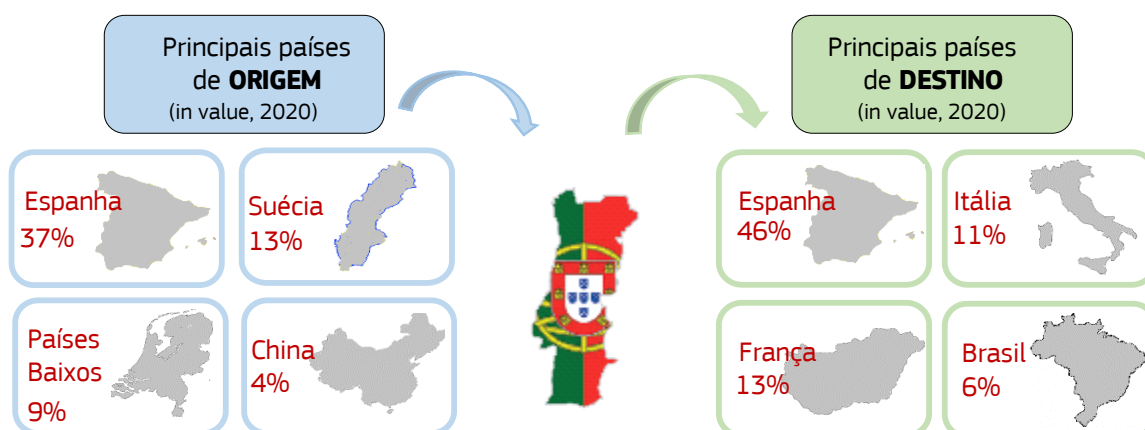 Principais países
de ORIGEM
(in value, 2020)
Principais países
de DESTINO
(in value, 2020)
Espanha
37%
Suécia
13%
Países
Baixos
9%
China
4%
Espanha
46%
Itália
11%
França
13%
Brasil
6%